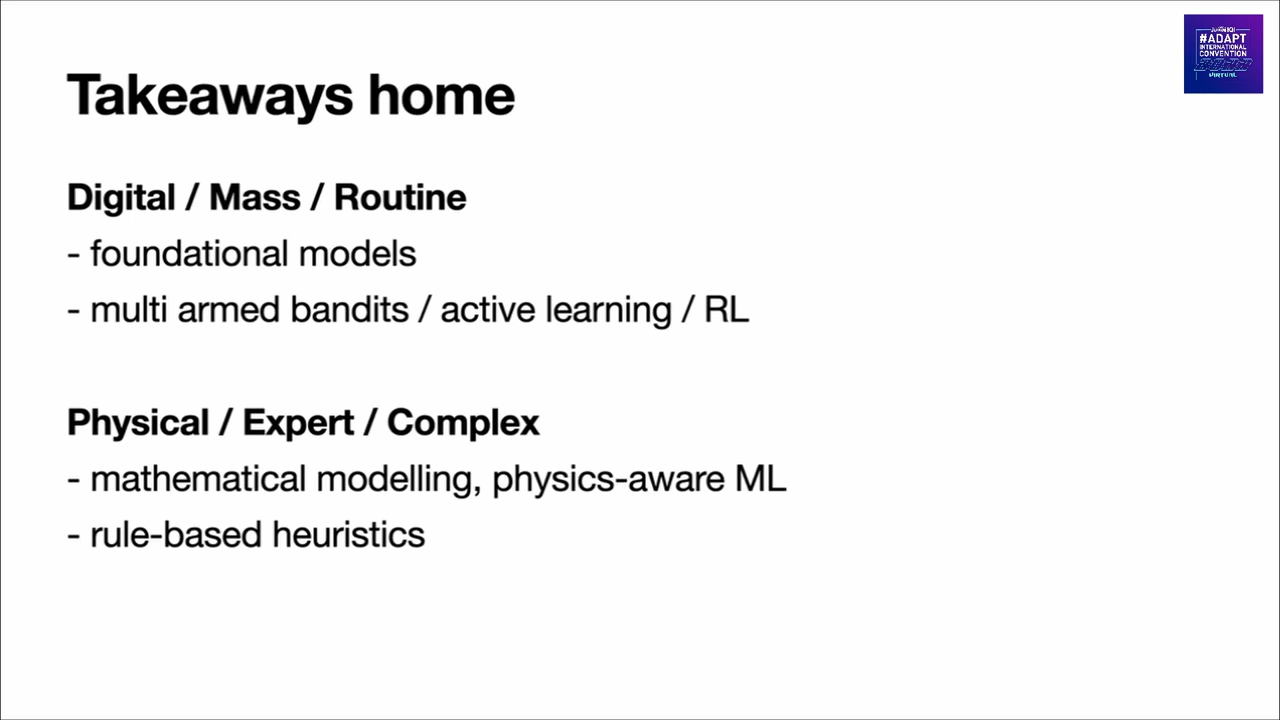 #ADAPT
INTERNATIONAL
CONVENTION
VIRTUAL
Takeaways home
Digital / Mass / Routine
- foundational models
- multi armed bandits / active learning / RL
Physical / Expert / Complex
- mathematical modelling, physics-aware ML
- rule-based heuristics